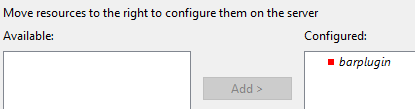 Move resources to the right to configure them on the server
Available:
Configured:
Add >
barplugin